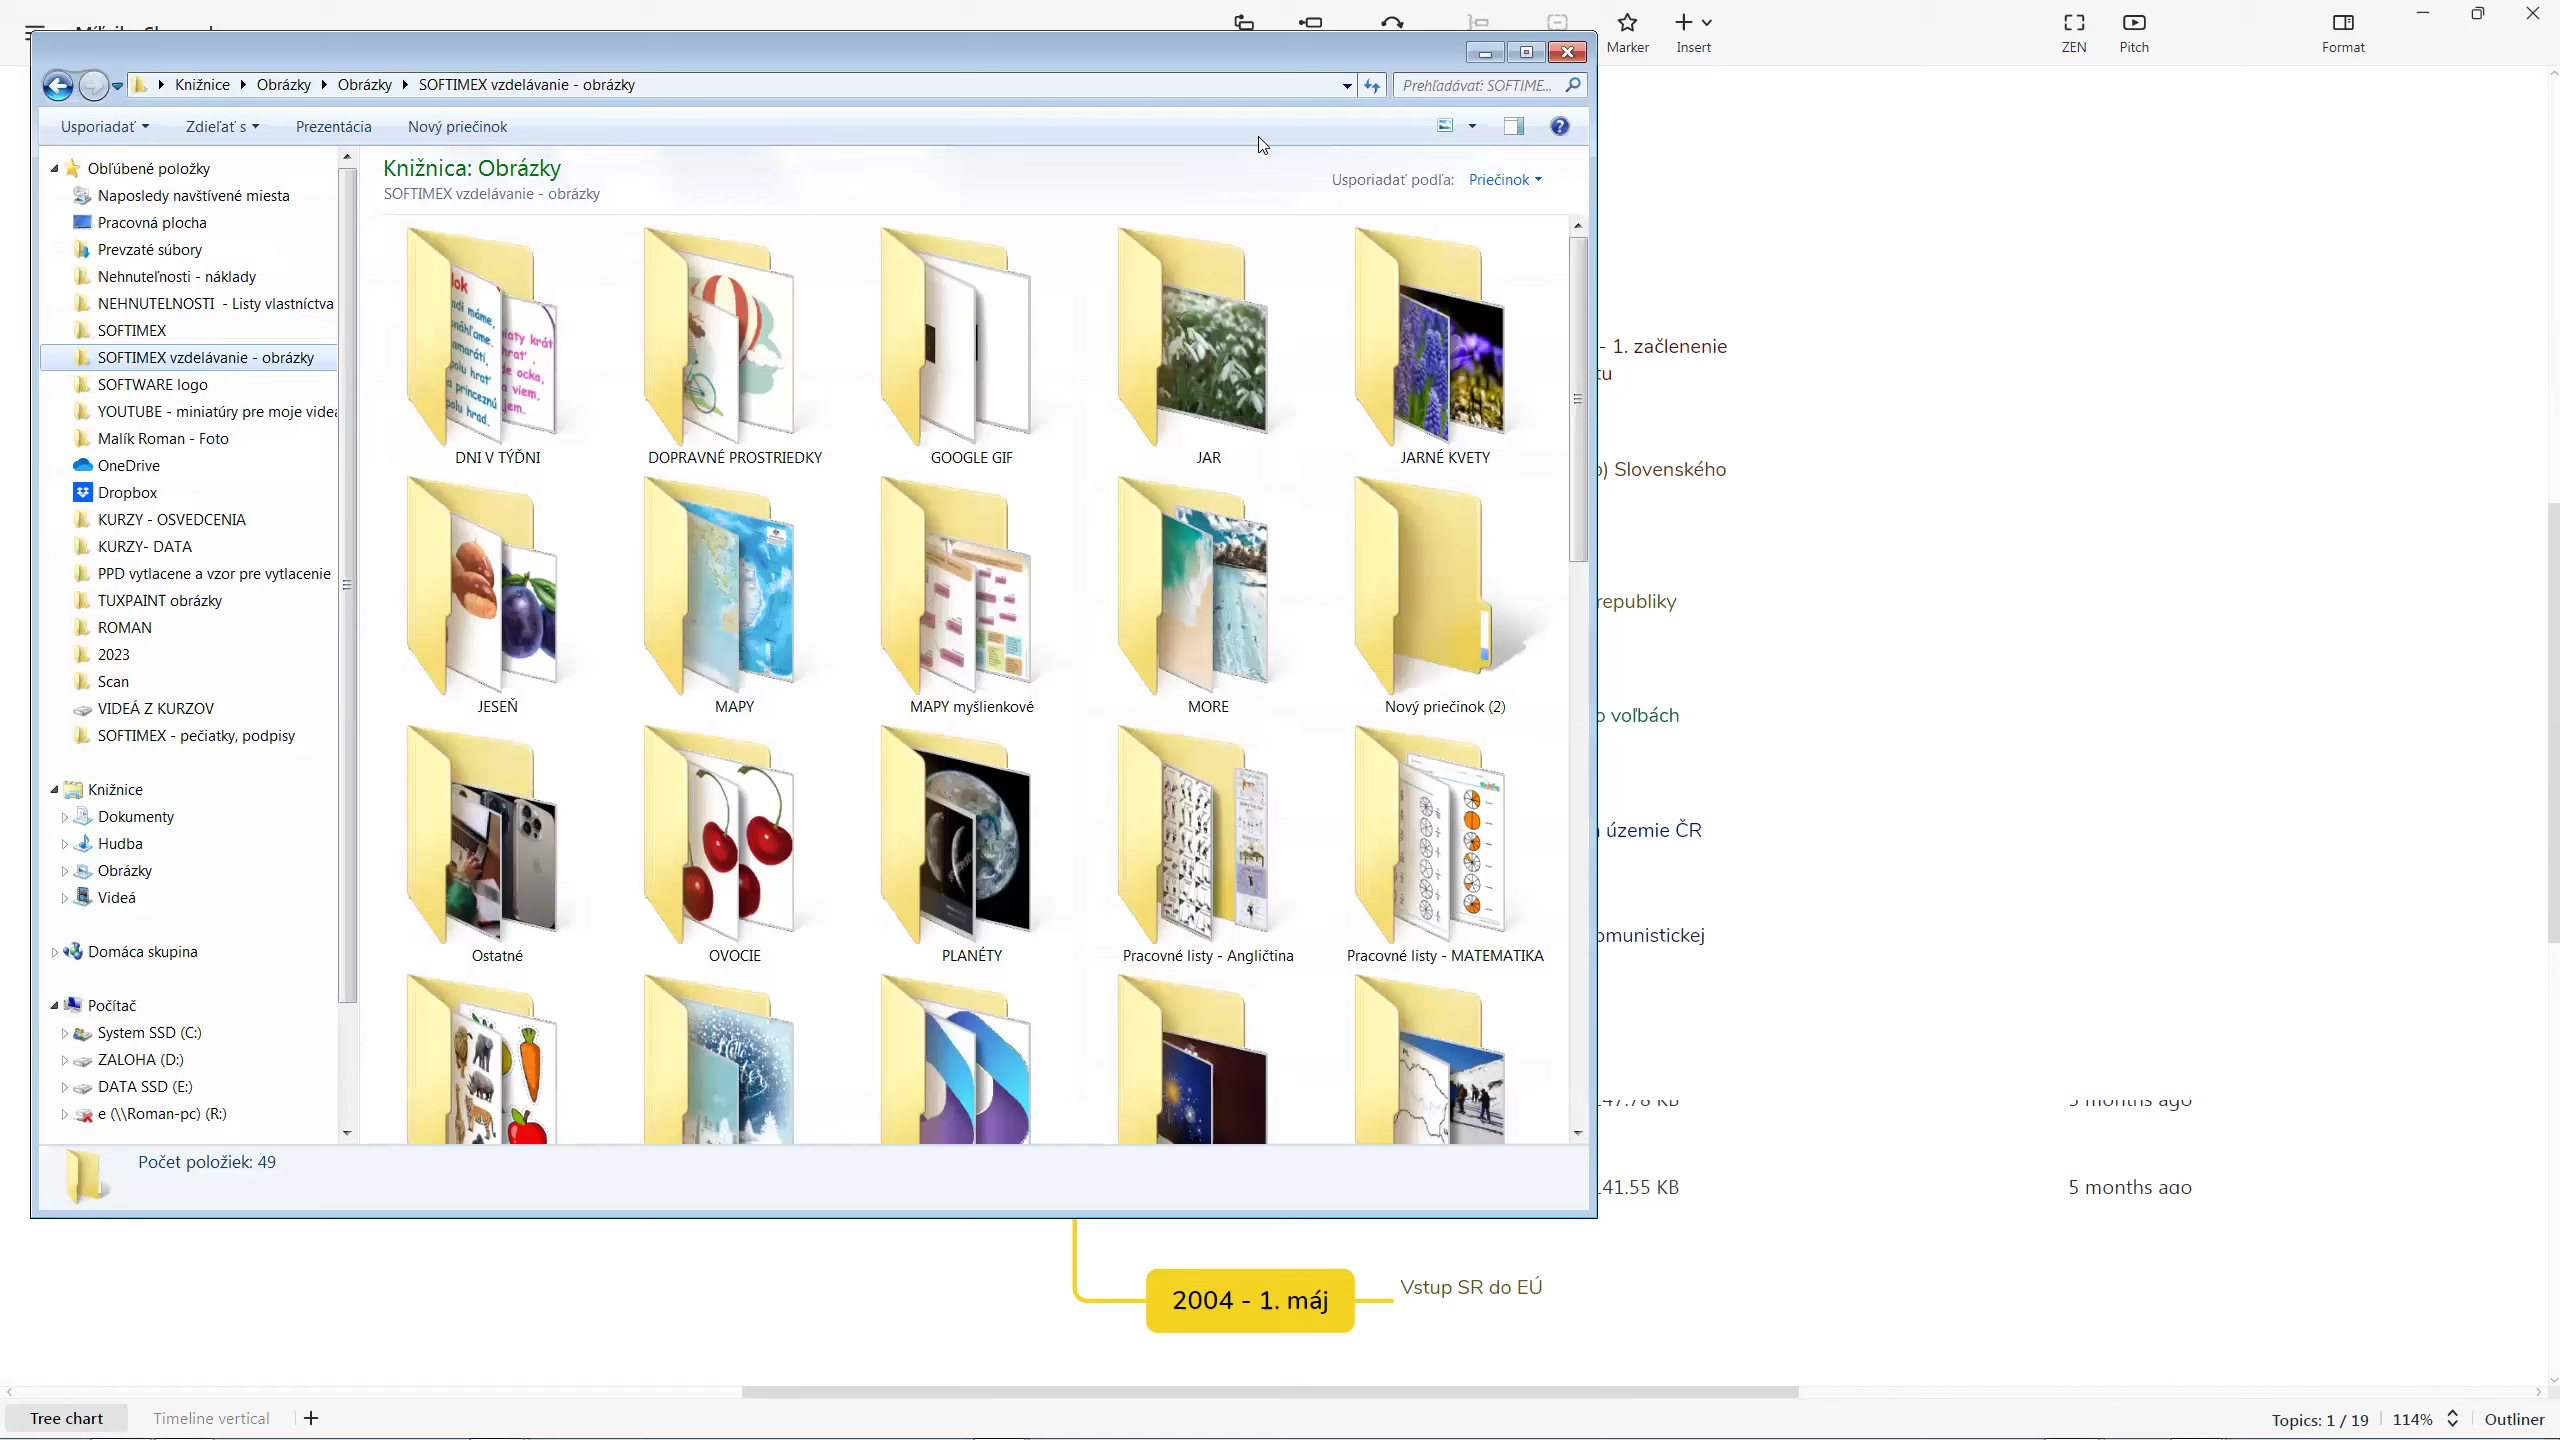 Marker
Insert
ZEN
Pitch
Format
Knižnice
Obrázky
Obrázky
SOFTIMEX vzdelávanie - obrázky
Prehľadávať: SOFTIME...
Usporiadať
Zdieľať s
Prezentácia
Nový priečinok
Obľúbené položky
Naposledy navštívené miesta
Pracovná plocha
Prevzaté súbory
Nehnuteľnosti - náklady
NEHNUTELNOSTI - Listy vlastníctva
SOFTIMEX
SOFTIMEX vzdelávanie - obrázky
SOFTWARE logo
YOUTUBE - miniatúry pre moje videá
Malík Roman - Foto
OneDrive
Dropbox
KURZY - OSVEDCENIA
KURZY- DATA
PPD vytlacene a vzor pre vytlacenie
TUXPAINT obrázky
ROMAN
2023
Scan
VIDEÁ Z KURZOV
SOFTIMEX - pečiatky, podpisy
Knižnice
Dokumenty
Hudba
Obrázky
Videá
Domáca skupina
Počítač
System SSD (C:)
ZALOHA (D:)
DATA SSD (E:)
e (\\Roman-pc) (R:)
Knižnica: Obrázky
SOFTIMEX vzdelávanie - obrázky
Usporiadať podľa: Priečinok
DNI V TÝŽDNI
DOPRAVNÉ PROSTRIEDKY
GOOGLE GIF
JAR
JARNÉ KVETY
JESEŇ
MAPY
MAPY myšlienkové
MORE
Nový priečinok (2)
Ostatné
OVOCIE
PLANÉTY
Pracovné listy - Angličtina
Pracovné listy - MATEMATIKA
Počet položiek: 49
- 1. začlenenie
Slovenského
republiky
voľbách
územie ČR
41.55 KB
5 months ago
2004 - 1. máj
Vstup SR do EÚ
Tree chart
Timeline vertical
Topics: 1 / 19
114%
Outliner